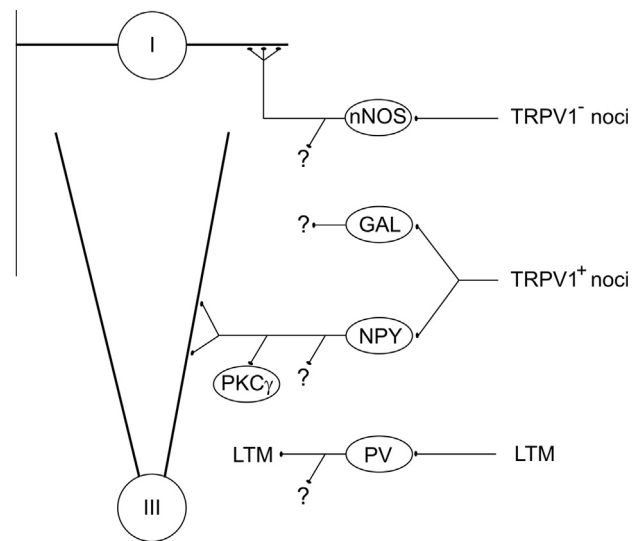 I
nNOS
TRPV1⁻ noci
?
? GAL
TRPV1⁺ noci
NPY
PKCγ ?
LTM PV LTM
?
III